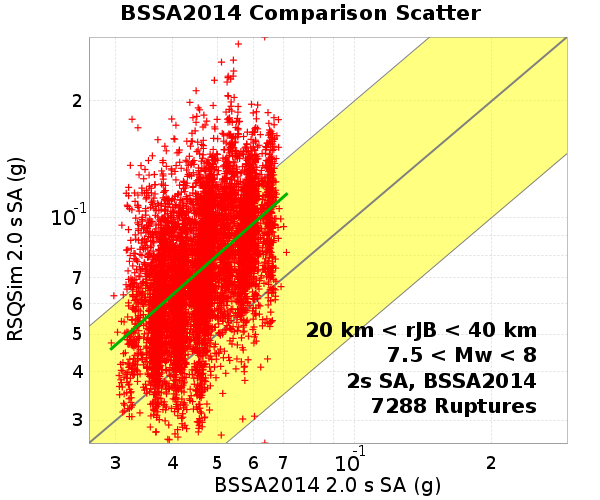 BSSA2014 Comparison Scatter
RSQSim 2.0 s SA (g)
2
10-1
7
6
5
4
3
20 km < rJB < 40 km
7.5 < Mw < 8
2s SA, BSSA2014
7288 Ruptures
3 4 5 6 7 10-1 2
BSSA2014 2.0 s SA (g)